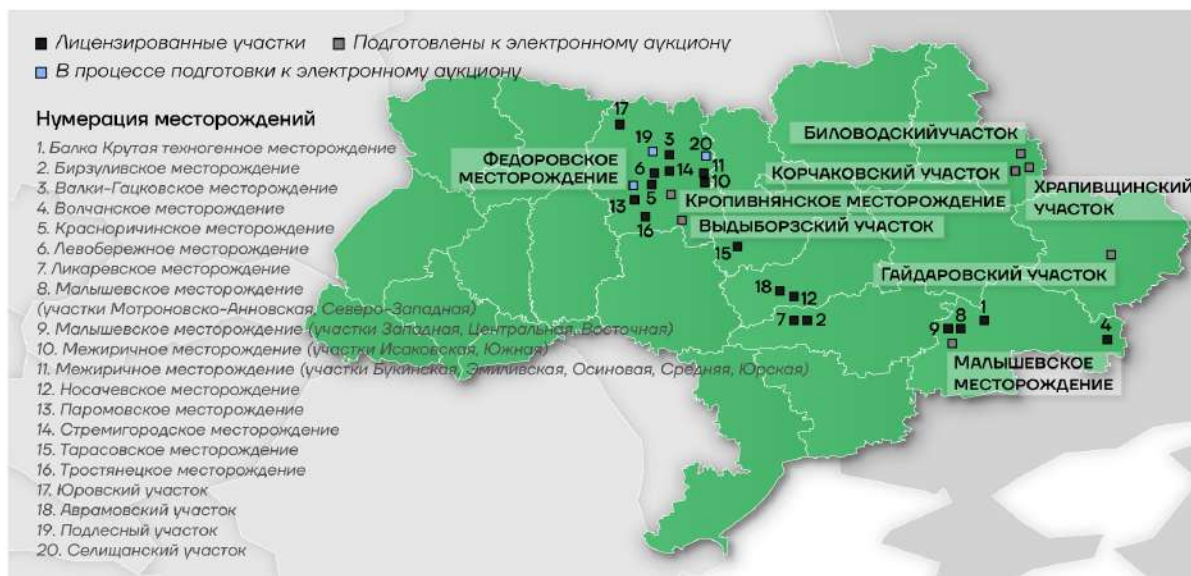 Лицензированные участки
Подготовлены к электронному аукциону
В процессе подготовки к электронному аукциону
Нумерация месторождений
1. Балка Крутая техногенное месторождение
2. Бирзуливское месторождение
3. Валки-Гацковское месторождение
4. Волчанское месторождение
5. Красноричинское месторождение
6. Левобережное месторождение
7. Ликаревское месторождение
8. Малышевское месторождение
(участки Мотроновско-Анновская, Северо-Западная)
9. Малышевское месторождение (участки Западная, Центральная, Восточная)
10. Межиричное месторождение (участки Исаковская, Южная)
11. Межиричное месторождение (участки Букинская, Эмиливская, Осиновая, Средняя, Юрская)
12. Носачевское месторождение
13. Паромовское месторождение
14. Стремигородское месторождение
15. Тарасовское месторождение
16. Тростянецкое месторождение
17. Юровский участок
18. Аврамовский участок
19. Подлесный участок
20. Селищанский участок
17
19
3
20
6
14
11
10
ФЕДОРОВСКОЕ
МЕСТОРОЖДЕНИЕ
13
5
16
КРОПИВНЯНСКОЕ МЕСТОРОЖДЕНИЕ
ВЫДЫБОРЗСКИЙ УЧАСТОК
15
БИЛОВОДСКИЙУЧАСТОК
КОРЧАКОВСКИЙ УЧАСТОК
ХРАПИВЩИНСКИЙ
УЧАСТОК
ГАЙДАРОВСКИЙ УЧАСТОК
18
12
7
2
9
8
1
4
МАЛЫШЕВСКОЕ
МЕСТОРОЖДЕНИЕ